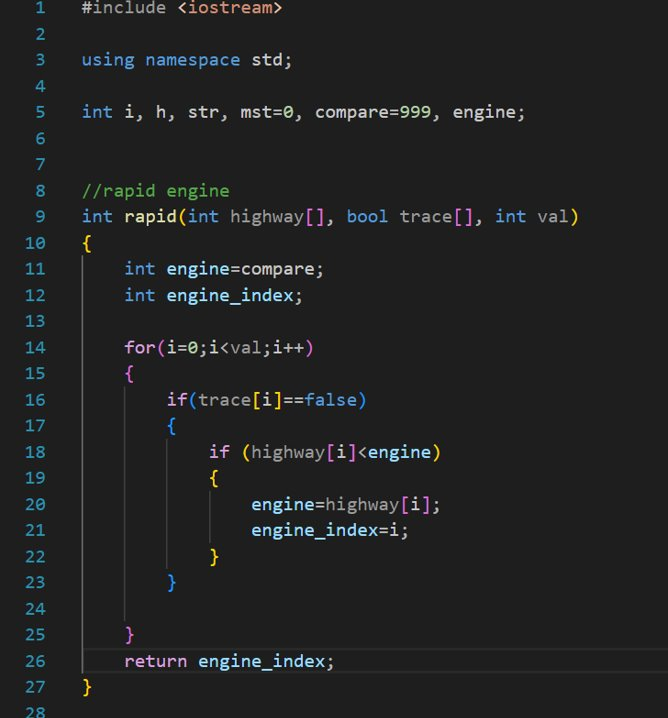 1 #include <iostream>
2
3 using namespace std;
4
5 int i, h, str, mst=0, compare=999, engine;
6
7
8 //rapid engine
9 int rapid(int highway[], bool trace[], int val)
10 {
11     int engine=compare;
12     int engine_index;
13
14     for(i=0;i<val;i++)
15     {
16         if(trace[i]==false)
17         {
18             if (highway[i]<engine)
19             {
20                 engine=highway[i];
21                 engine_index=i;
22             }
23         }
24
25     }
26     return engine_index;
27 }
28